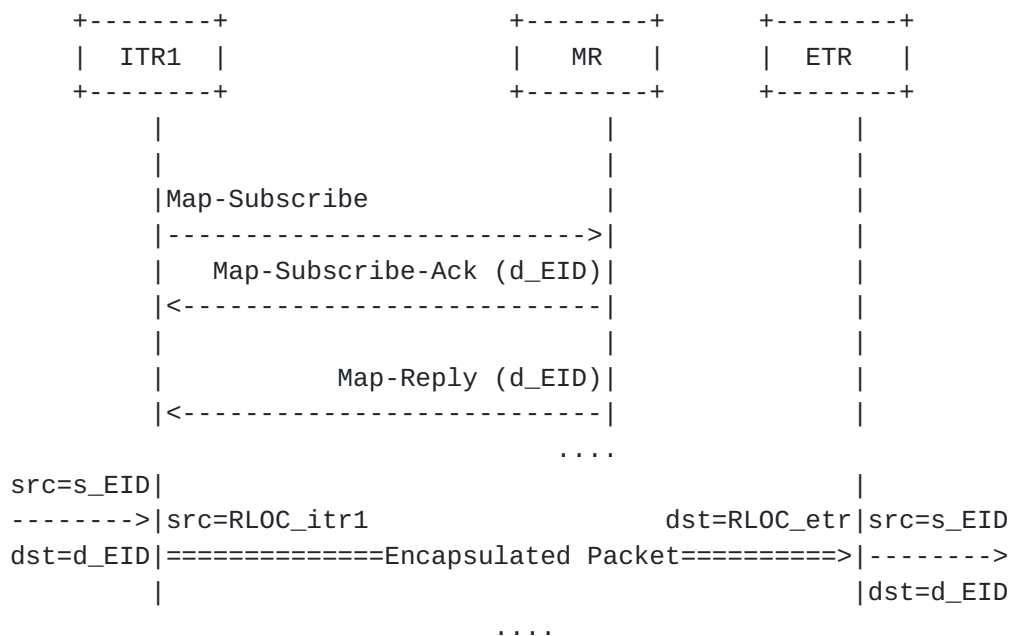 +--------+                  +--------+      +--------+
|  ITR1  |                  |   MR   |      |  ETR   |
+--------+                  +--------+      +--------+
|                            |               |
|                            |               |
|Map-Subscribe               |               |
|--------------------------->|               |
|   Map-Subscribe-Ack (d_EID)|               |
|<---------------------------|               |
|                            |               |
|           Map-Reply (d_EID)|               |
|<---------------------------|               |
....
src=s_EID|                                            |
-------->|src=RLOC_itr1                   dst=RLOC_etr|src=s_EID
dst=d_EID|==============Encapsulated Packet==========>|-------->
|                                            |dst=d_EID
....